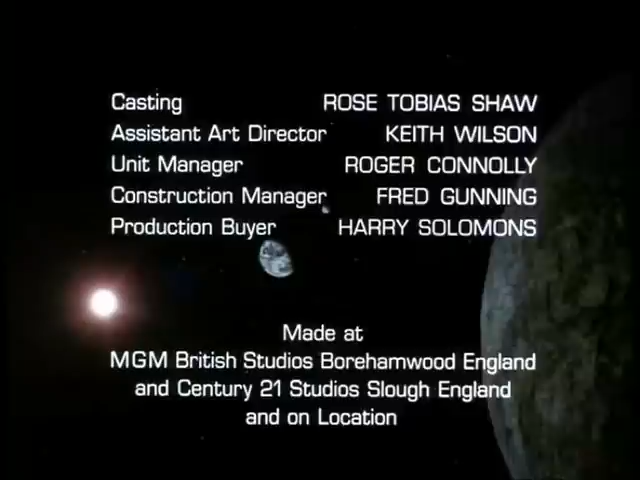 Casting ROSE TOBIAS SHAW
Assistant Art Director KEITH WILSON
Unit Manager ROGER CONNOLLY
Construction Manager FRED GUNNING
Production Buyer HARRY SOLOMONS
Made at
MGM British Studios Borehamwood England
and Century 21 Studios Slough England
and on Location